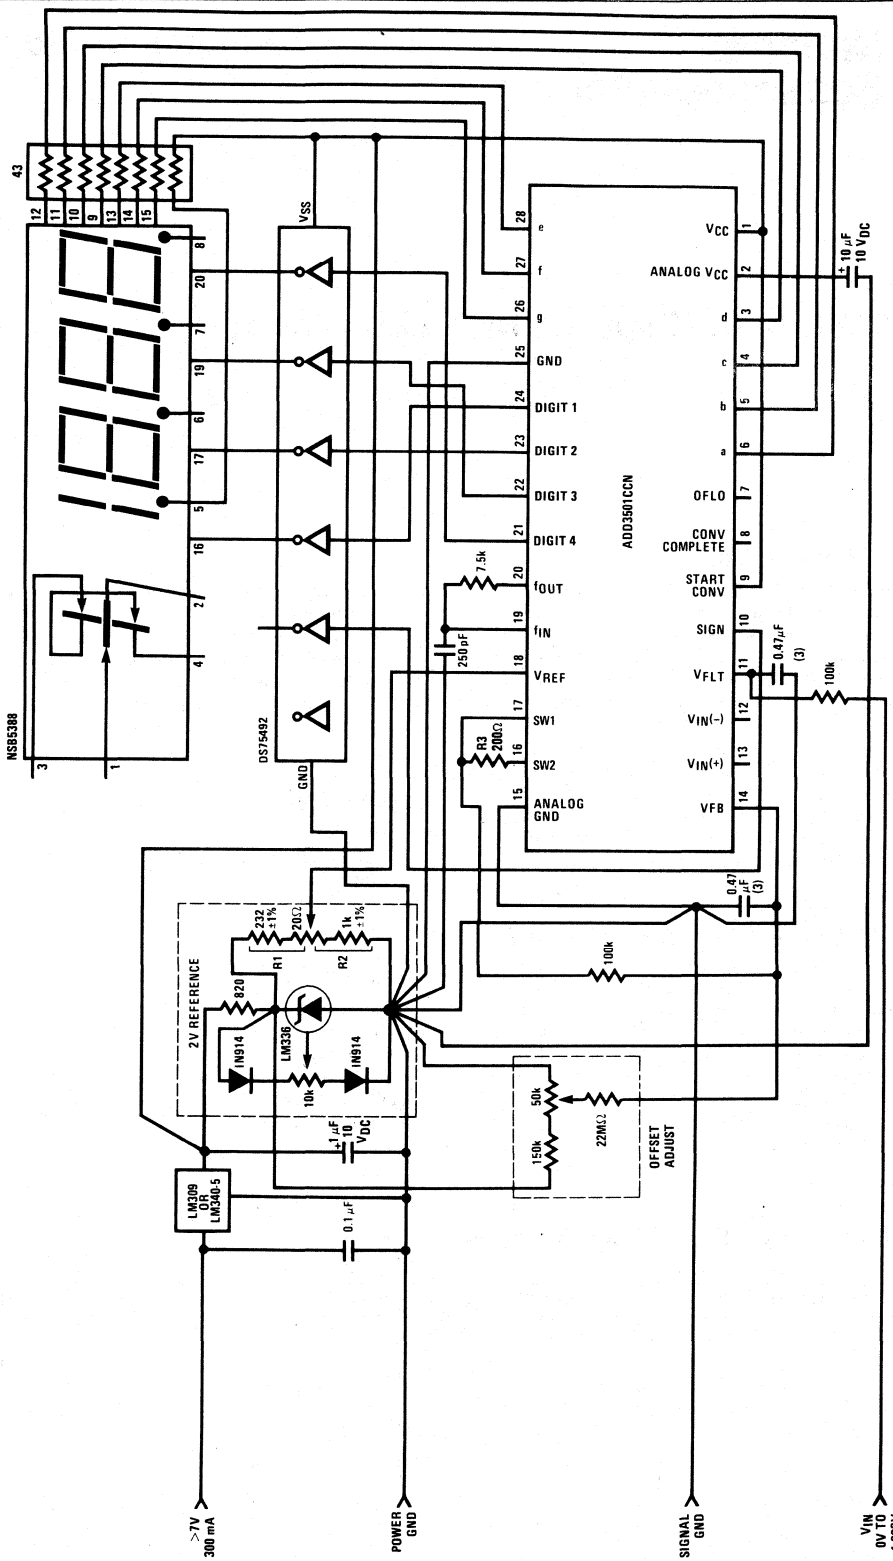 43
12
11
10
9
13
14
15
8
20
7
19
6
17
5
16
2
4
NSB5388
3
1
VSS
DS75492
GND
28
e
27
f
26
g
25
GND
24
DIGIT 1
23
DIGIT 2
22
DIGIT 3
21
DIGIT 4
20
fOUT
19
fIN
18
VREF
17
SW1
16
SW2
15
ANALOG
GND
ADD3501CCN
VCC
1
ANALOG VCC
2
d
3
c
4
b
5
a
6
OFLO
7
CONV
COMPLETE
8
START
CONV
9
SIGN
10
VFLT
11
VIN(–)
12
VIN(+)
13
VFB
14
+ 10 µF
10 VDC
7.5k
250 pF
R3
200Ω
0.47µF
(3)
100k
0.47
µF
(3)
100k
2V REFERENCE
232
±1%
20Ω
1k
±1%
R1
R2
820
LM336
IN914
10k
IN914
+1 µF
10
VDC
LM309
OR
LM340-5
0.1 µF
50k
150k
22MΩ
OFFSET
ADJUST
>7V
300 mA
POWER
GND
SIGNAL
GND
VIN
0V TO